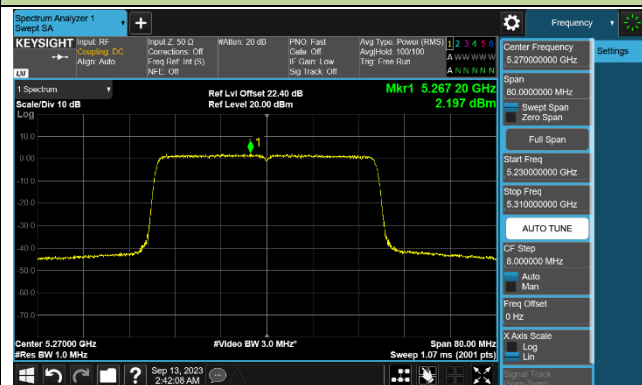 Spectrum Analyzer 1
Swept SA
Frequency
KEYSIGHT
Input: RF
Coupling: DC
Align: Auto
Input Z: 50 Ω
Corrections: Off
Freq Ref: Int (S)
NFE: Off
#Atten: 20 dB
PNO: Fast
Gate: Off
IF Gain: Low
Sig Track: Off
Avg Type: Power (RMS)
Avg|Hold: 100/100
Trig: Free Run
1 2 3 4 5 6
A W W W W W
A N N N N N
LXI
1 Spectrum
Scale/Div 10 dB
Log
Ref Lvl Offset 22.40 dB
Ref Level 20.00 dBm
Mkr1 5.267 20 GHz
2.197 dBm
1
10.0
0.00
-10.0
-20.0
-30.0
-40.0
-50.0
-60.0
-70.0
Center 5.27000 GHz
#Res BW 1.0 MHz
#Video BW 3.0 MHz*
Span 80.00 MHz
Sweep 1.07 ms (2001 pts)
Center Frequency
5.270000000 GHz
Settings
Span
80.0000000 MHz
Swept Span
Zero Span
Full Span
Start Freq
5.230000000 GHz
Stop Freq
5.310000000 GHz
AUTO TUNE
CF Step
8.000000 MHz
Auto
Man
Freq Offset
0 Hz
X Axis Scale
Log
Lin
Signal Track
(Span Zoom)
Sep 13, 2023
2:42:08 AM